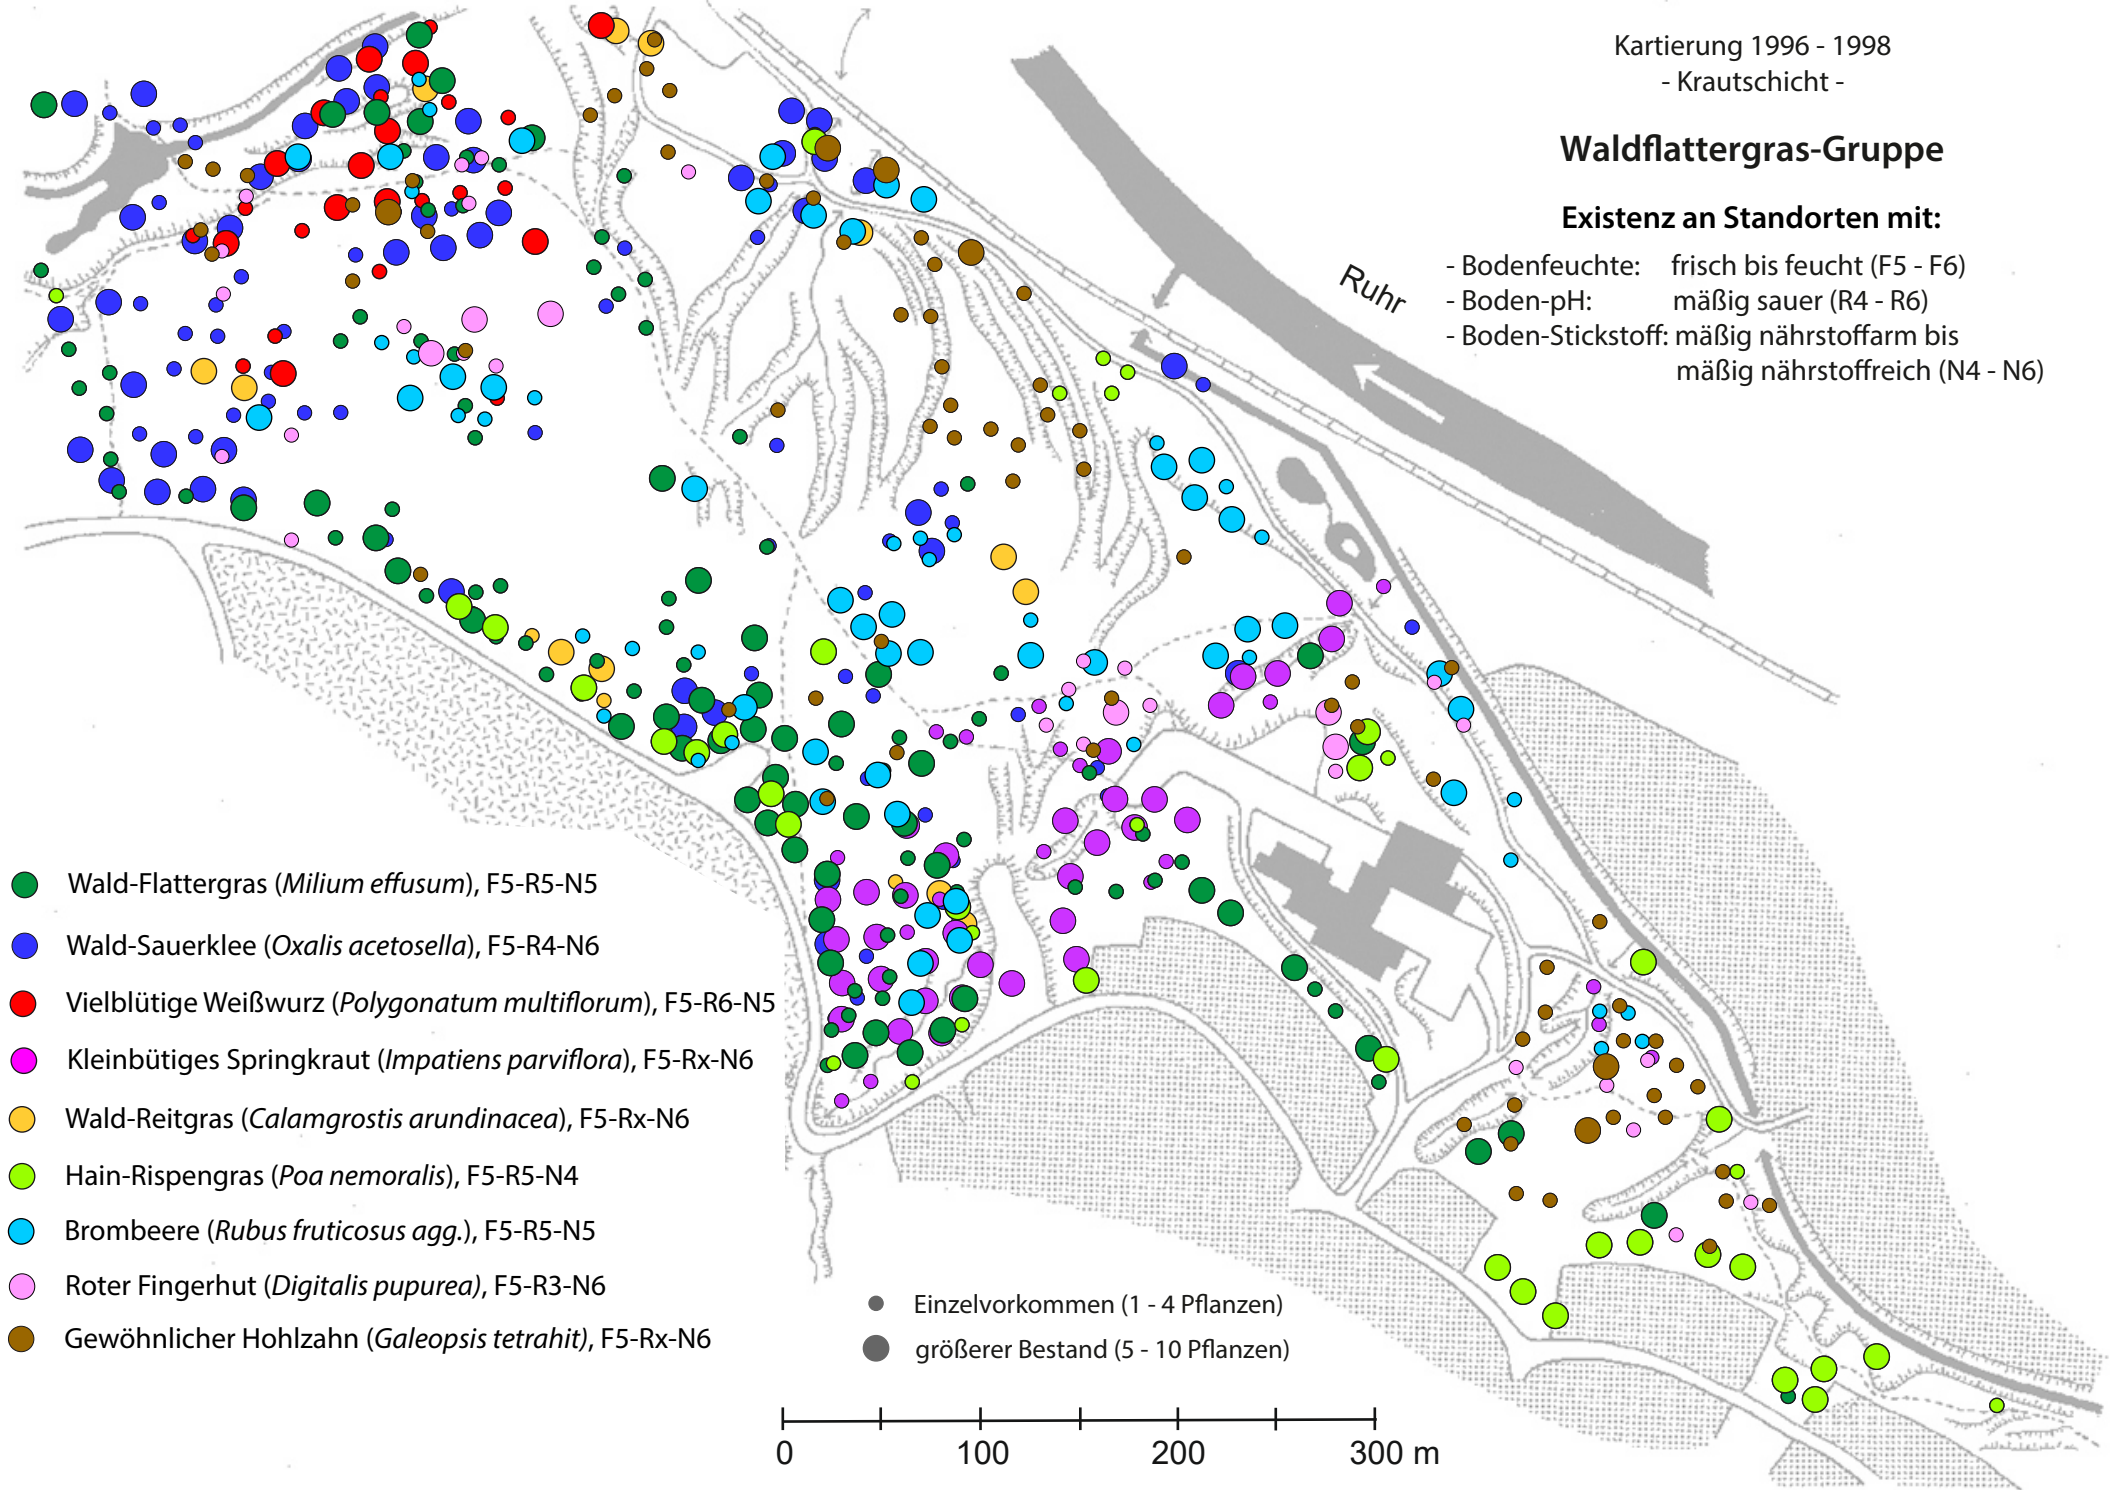 Kartierung 1996 - 1998
- Krautschicht -
Waldflattergras-Gruppe
Existenz an Standorten mit:
- Bodenfeuchte: frisch bis feucht (F5 - F6)
- Boden-pH: mäßig sauer (R4 - R6)
- Boden-Stickstoff: mäßig nährstoffarm bis
mäßig nährstoffreich (N4 - N6)
Ruhr
Wald-Flattergras (Milium effusum), F5-R5-N5
Wald-Sauerklee (Oxalis acetosella), F5-R4-N6
Vielblütige Weißwurz (Polygonatum multiflorum), F5-R6-N5
Kleinbütiges Springkraut (Impatiens parviflora), F5-Rx-N6
Wald-Reitgras (Calamgrostis arundinacea), F5-Rx-N6
Hain-Rispengras (Poa nemoralis), F5-R5-N4
Brombeere (Rubus fruticosus agg.), F5-R5-N5
Roter Fingerhut (Digitalis pupurea), F5-R3-N6
Gewöhnlicher Hohlzahn (Galeopsis tetrahit), F5-Rx-N6
Einzelvorkommen (1 - 4 Pflanzen)
größerer Bestand (5 - 10 Pflanzen)
0 100 200 300 m